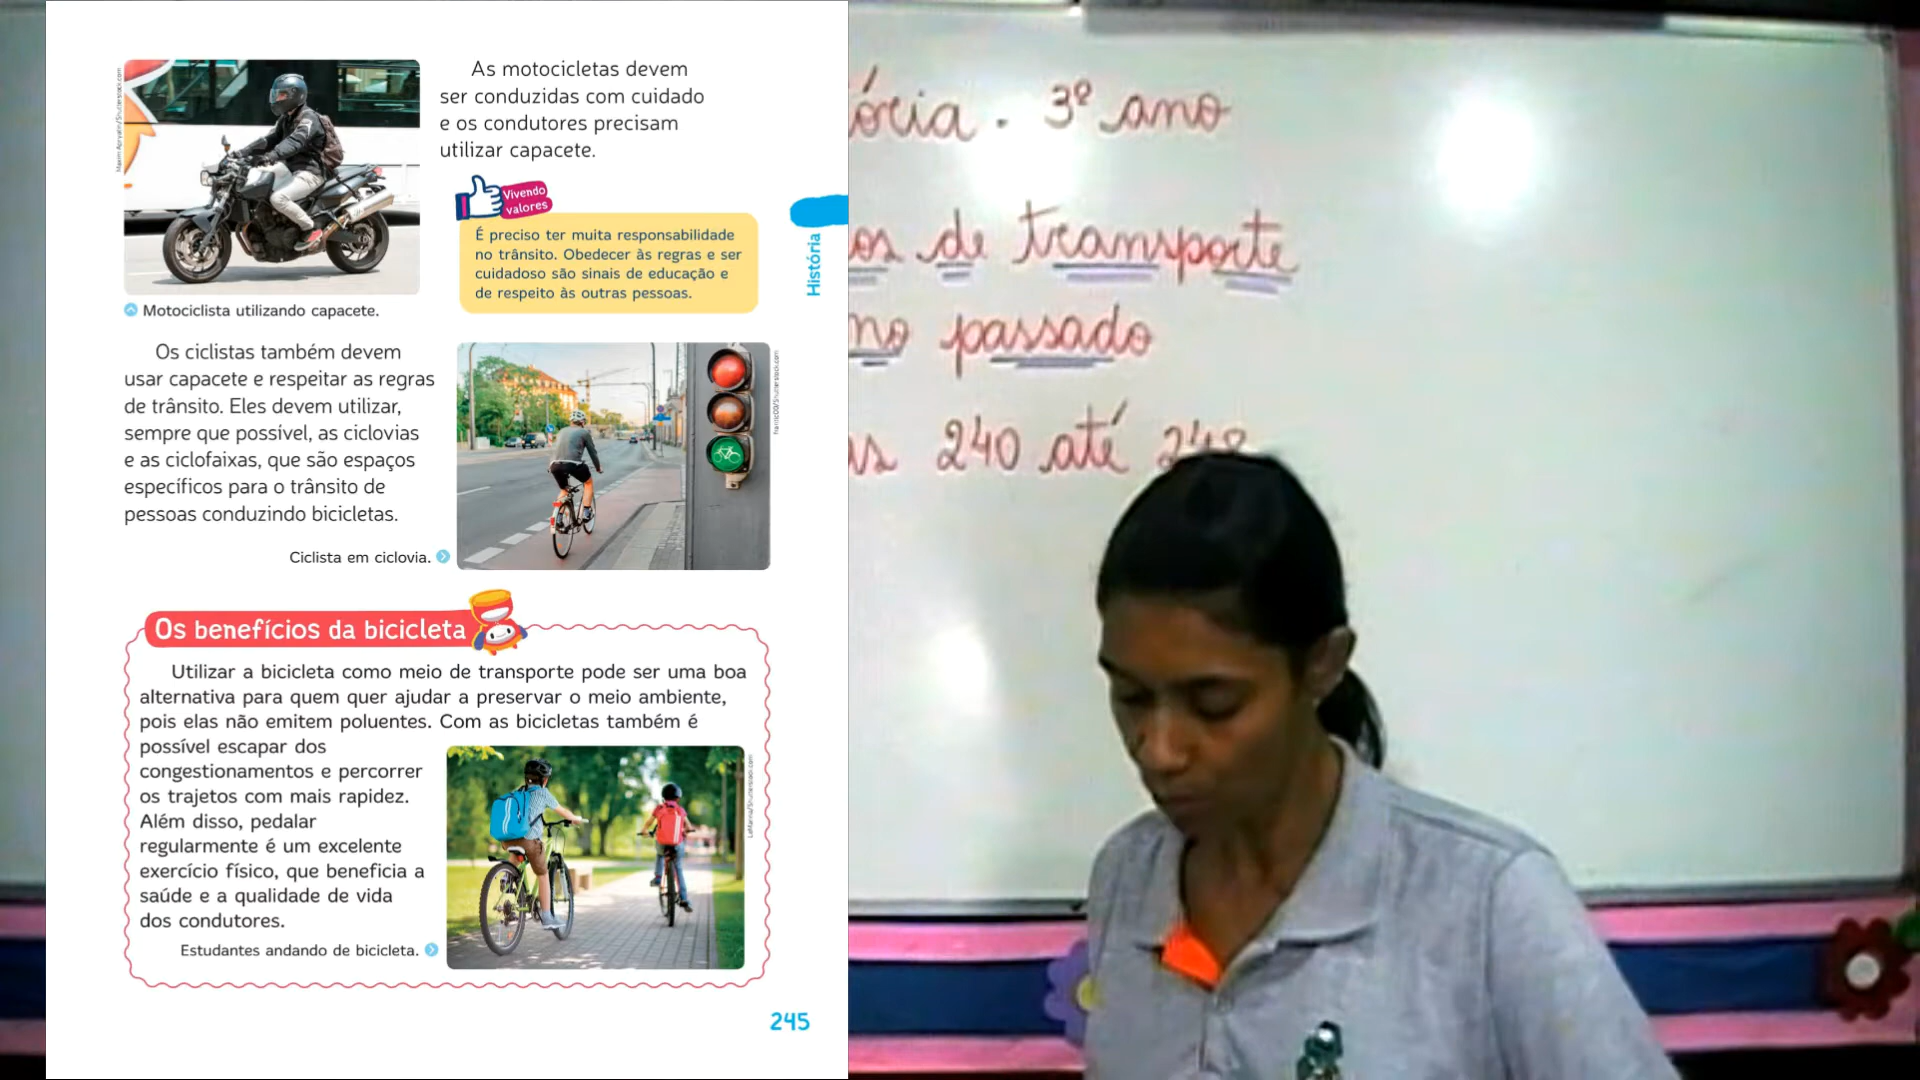 As motocicletas devem
ser conduzidas com cuidado
e os condutores precisam
utilizar capacete.
Vivendo
valores
É preciso ter muita responsabilidade
no trânsito. Obedecer às regras e ser
cuidadoso são sinais de educação e
de respeito às outras pessoas.
História
Motociclista utilizando capacete.
Os ciclistas também devem
usar capacete e respeitar as regras
de trânsito. Eles devem utilizar,
sempre que possível, as ciclovias
e as ciclofaixas, que são espaços
específicos para o trânsito de
pessoas conduzindo bicicletas.
Ciclista em ciclovia.
Os benefícios da bicicleta
Utilizar a bicicleta como meio de transporte pode ser uma boa
alternativa para quem quer ajudar a preservar o meio ambiente,
pois elas não emitem poluentes. Com as bicicletas também é
possível escapar dos
congestionamentos e percorrer
os trajetos com mais rapidez.
Além disso, pedalar
regularmente é um excelente
exercício físico, que beneficia a
saúde e a qualidade de vida
dos condutores.
Estudantes andando de bicicleta.
245
ória. 3º ano
os de transporte
no passado
as 240 até 248